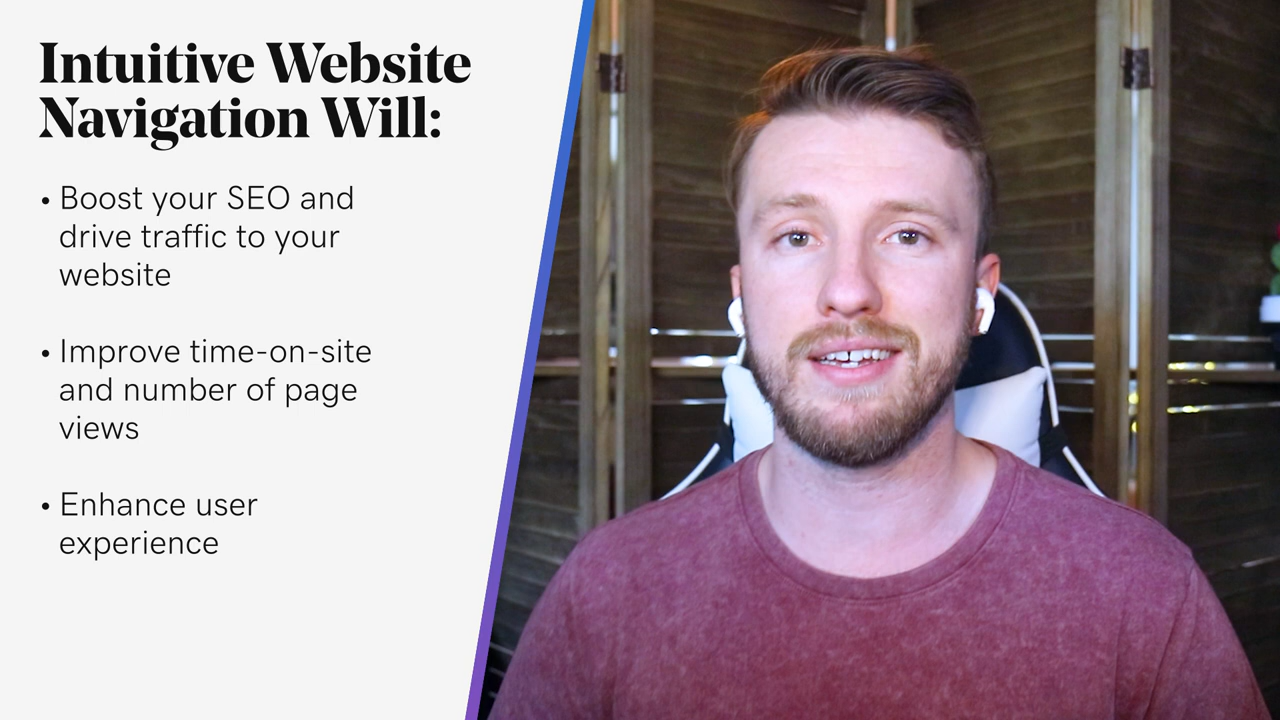 Intuitive Website
Navigation Will:
• Boost your SEO and
drive traffic to your
website
• Improve time-on-site
and number of page
views
• Enhance user
experience